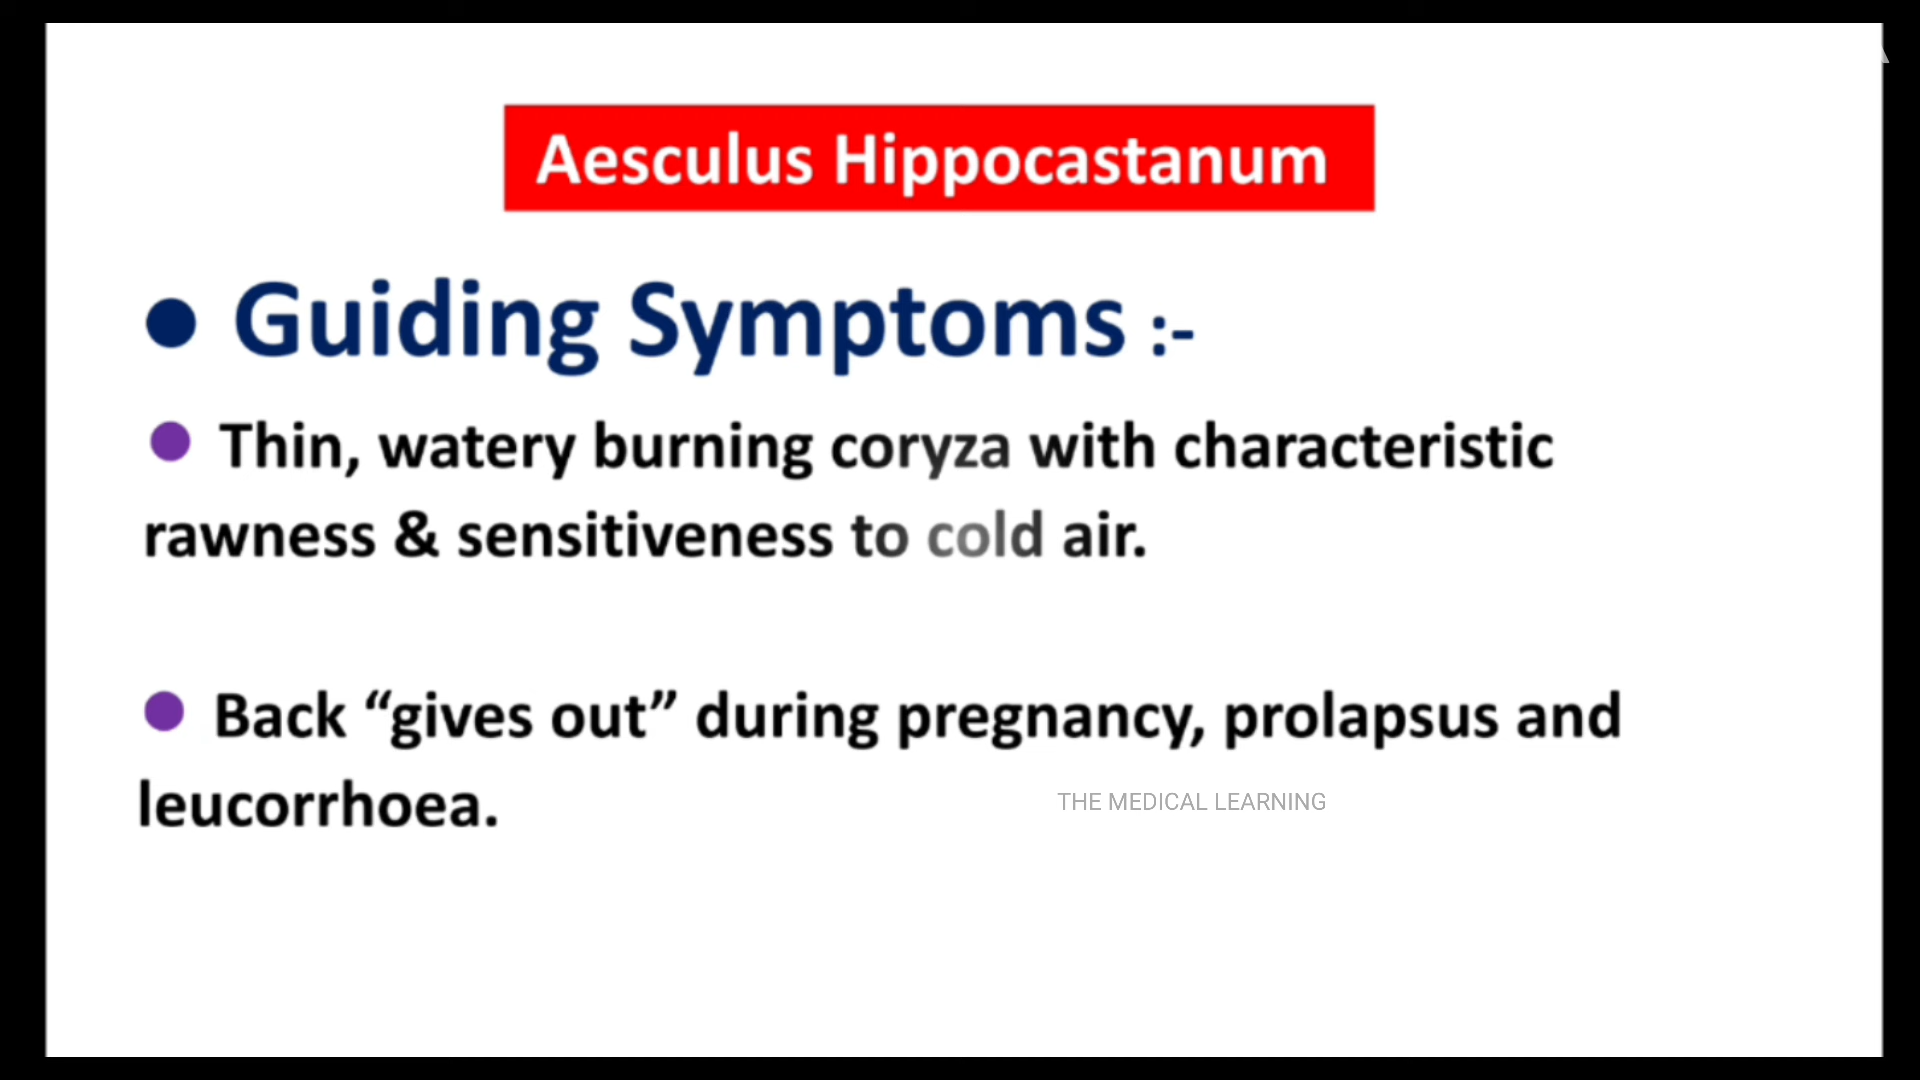 Aesculus Hippocastanum
● Guiding Symptoms :-
● Thin, watery burning coryza with characteristic
rawness & sensitiveness to cold air.
● Back “gives out” during pregnancy, prolapsus and
leucorrhoea.
THE MEDICAL LEARNING